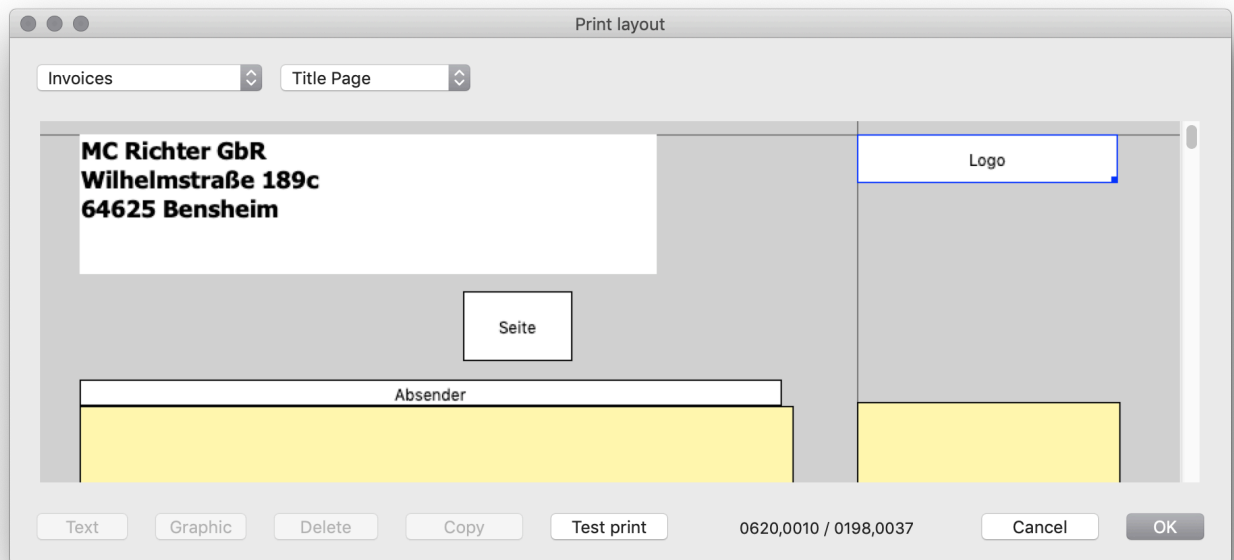 Print layout
Invoices
Title Page
MC Richter GbR
Wilhelmstraße 189c
64625 Bensheim
Logo
Seite
Absender
Text
Graphic
Delete
Copy
Test print
0620,0010 / 0198,0037
Cancel
OK